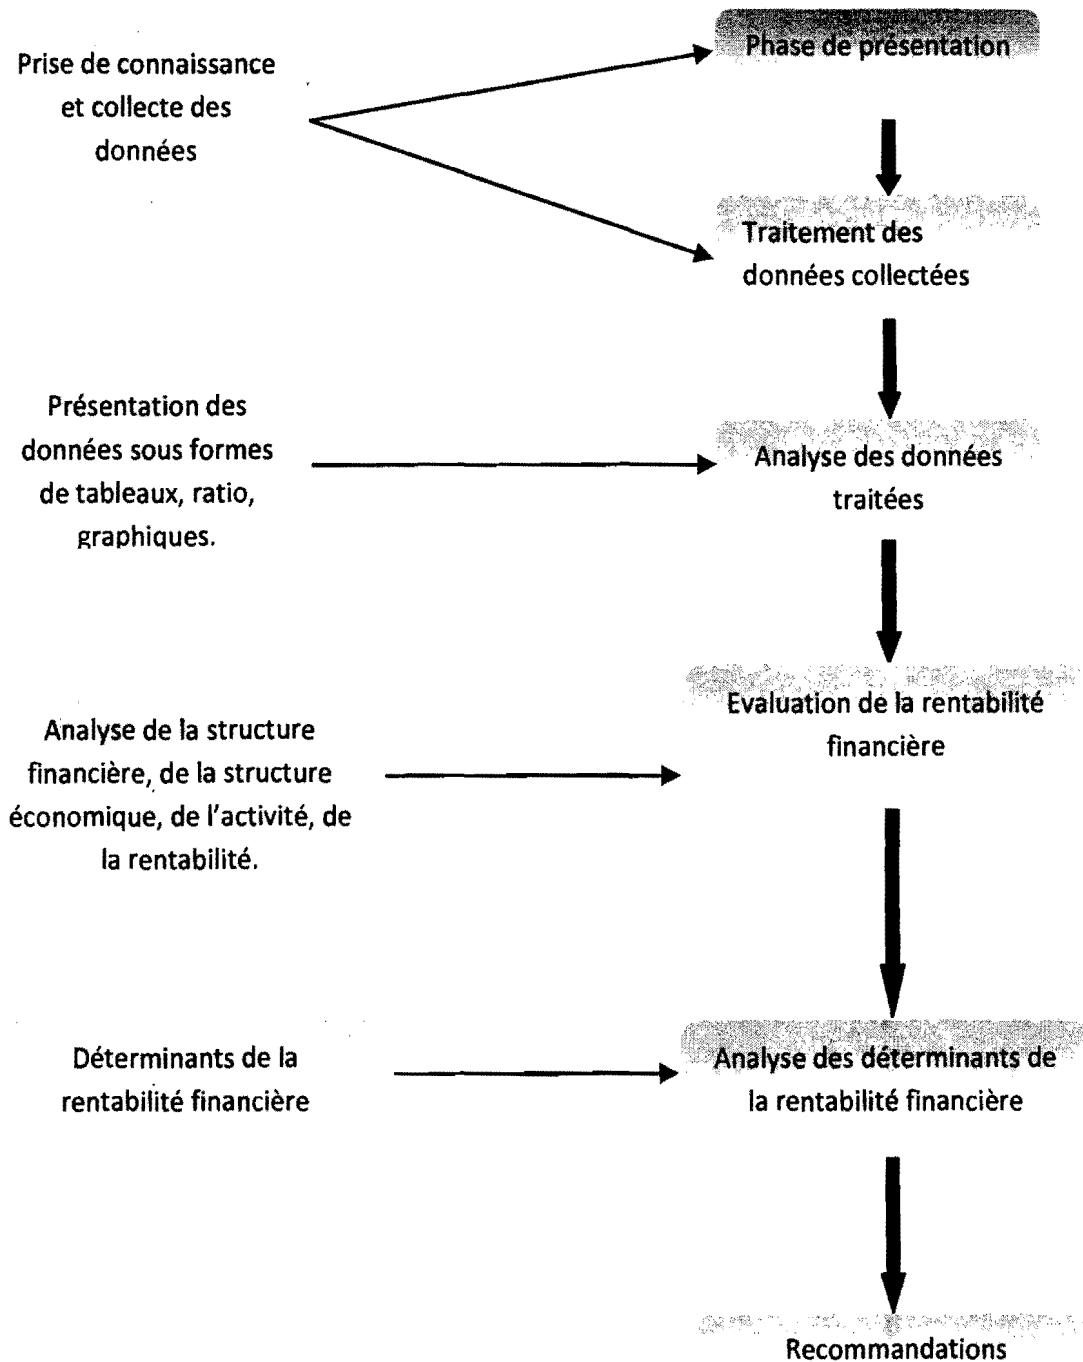 Prise de connaissance
et collecte des
données
Phase de présentation
Traitement des
données collectées
Présentation des
données sous formes
de tableaux, ratio,
graphiques.
Analyse des données
traitées
Analyse de la structure
financière, de la structure
économique, de l'activité, de
la rentabilité.
Evaluation de la rentabilité
financière
Déterminants de la
rentabilité financière
Analyse des déterminants de
la rentabilité financière
Recommandations